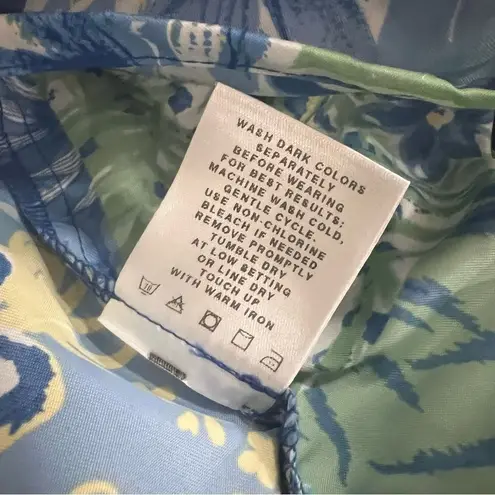 WASH DARK COLORS
SEPARATELY
BEFORE WEARING
FOR BEST RESULTS:
MACHINE WASH COLD,
GENTLE CYCLE.
USE NON-CHLORINE
BLEACH IF NEEDED
REMOVE PROMPTLY
TUMBLE DRY
AT LOW SETTING
OR LINE DRY
TOUCH UP
WITH WARM IRON